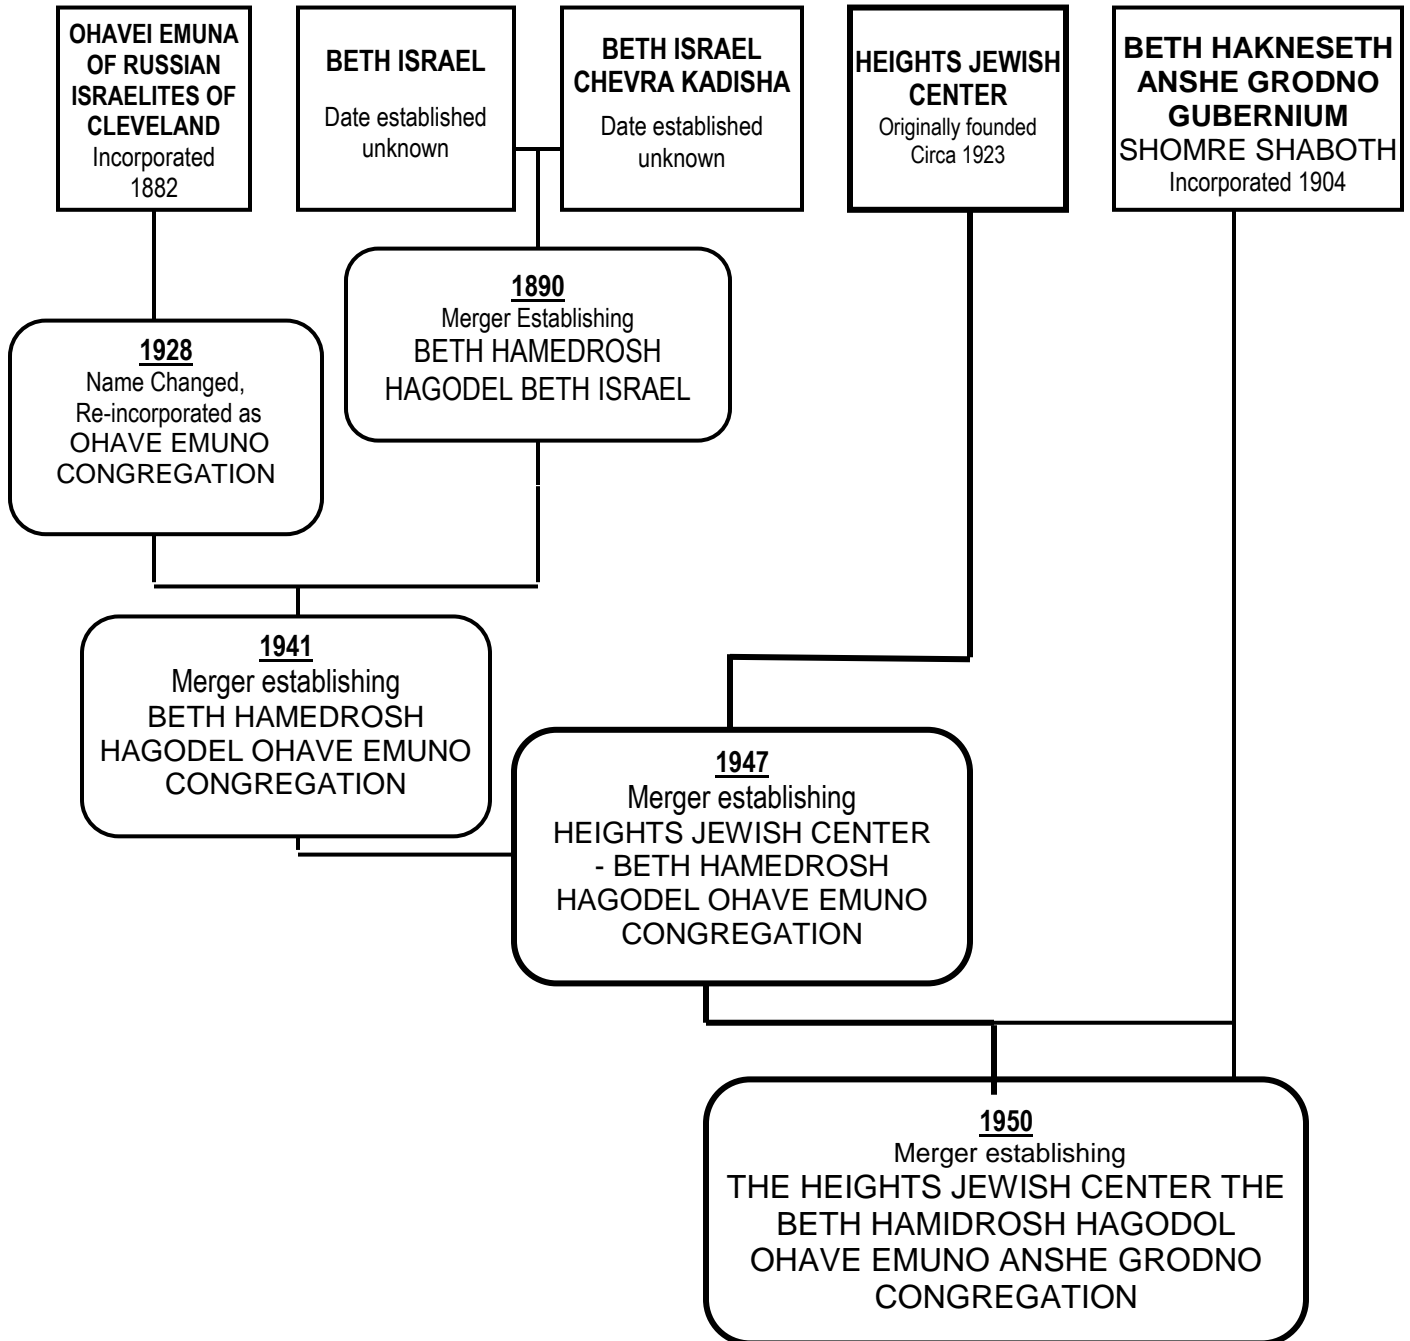 OHAVEI EMUNA
OF RUSSIAN
ISRAELITES OF
CLEVELAND
Incorporated
1882
BETH ISRAEL
Date established
unknown
BETH ISRAEL
CHEVRA KADISHA
Date established
unknown
HEIGHTS JEWISH
CENTER
Originally founded
Circa 1923
BETH HAKNESETH
ANSHE GRODNO
GUBERNIUM
SHOMRE SHABOTH
Incorporated 1904
1890
Merger Establishing
BETH HAMEDROSH
HAGODEL BETH ISRAEL
1928
Name Changed,
Re-incorporated as
OHAVE EMUNO
CONGREGATION
1941
Merger establishing
BETH HAMEDROSH
HAGODEL OHAVE EMUNO
CONGREGATION
1947
Merger establishing
HEIGHTS JEWISH CENTER
- BETH HAMEDROSH
HAGODEL OHAVE EMUNO
CONGREGATION
1950
Merger establishing
THE HEIGHTS JEWISH CENTER THE
BETH HAMIDROSH HAGODOL
OHAVE EMUNO ANSHE GRODNO
CONGREGATION